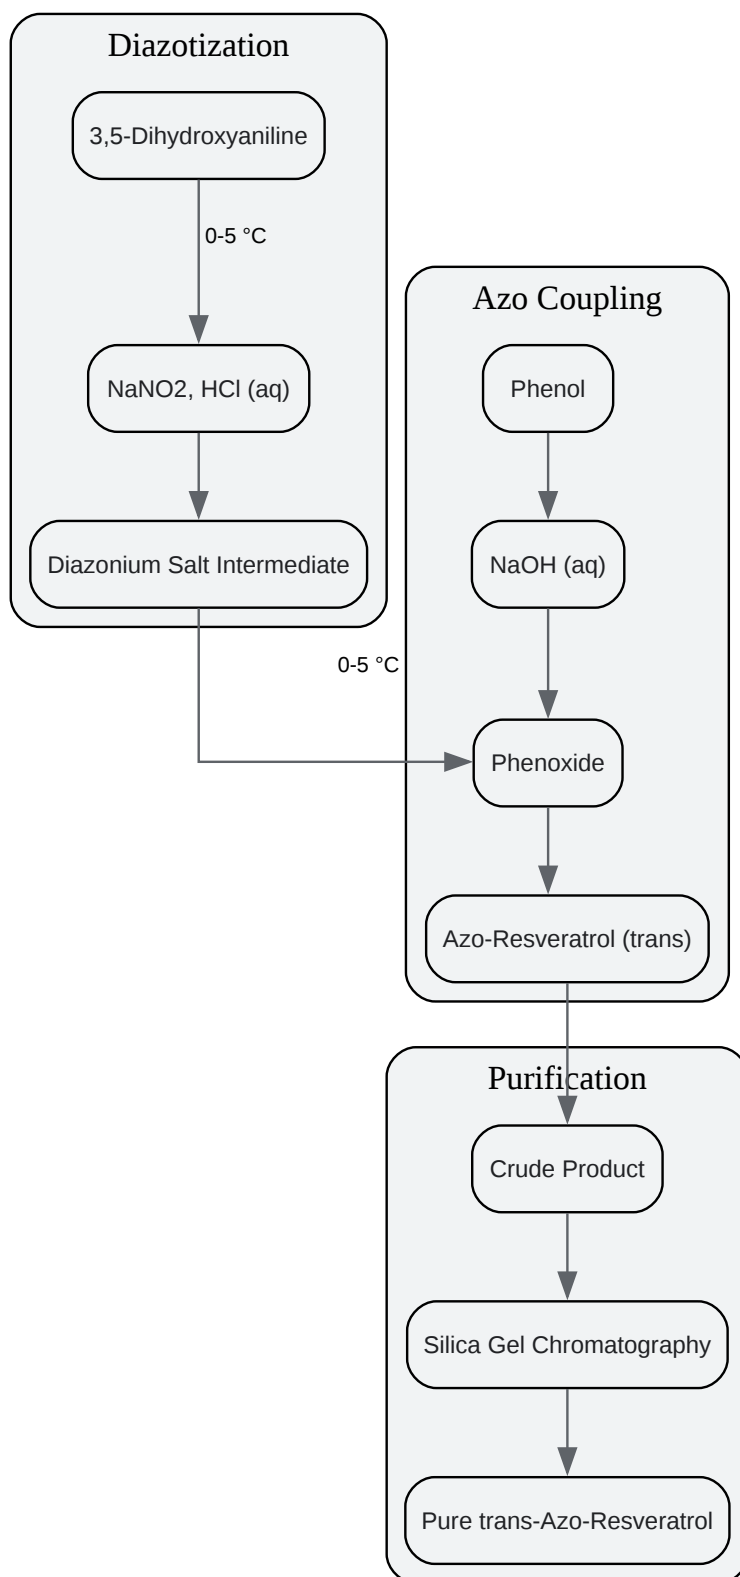 Diazotization
3,5-Dihydroxyaniline
0-5 °C
NaNO2, HCl (aq)
Diazonium Salt Intermediate
0-5 °C
Azo Coupling
Phenol
NaOH (aq)
Phenoxide
Azo-Resveratrol (trans)
Purification
Crude Product
Silica Gel Chromatography
Pure trans-Azo-Resveratrol